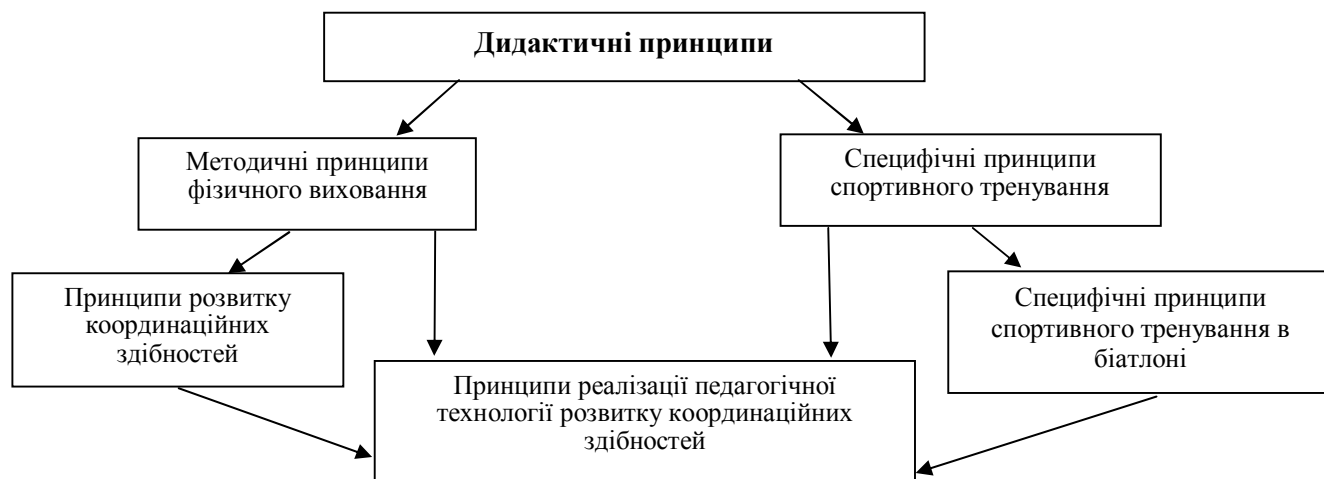 Дидактичні принципи
Методичні принципи
фізичного виховання
Специфічні принципи
спортивного тренування
Принципи розвитку
координаційних
здібностей
Специфічні принципи
спортивного тренування в
біатлоні
Принципи реалізації педагогічної
технології розвитку координаційних
здібностей